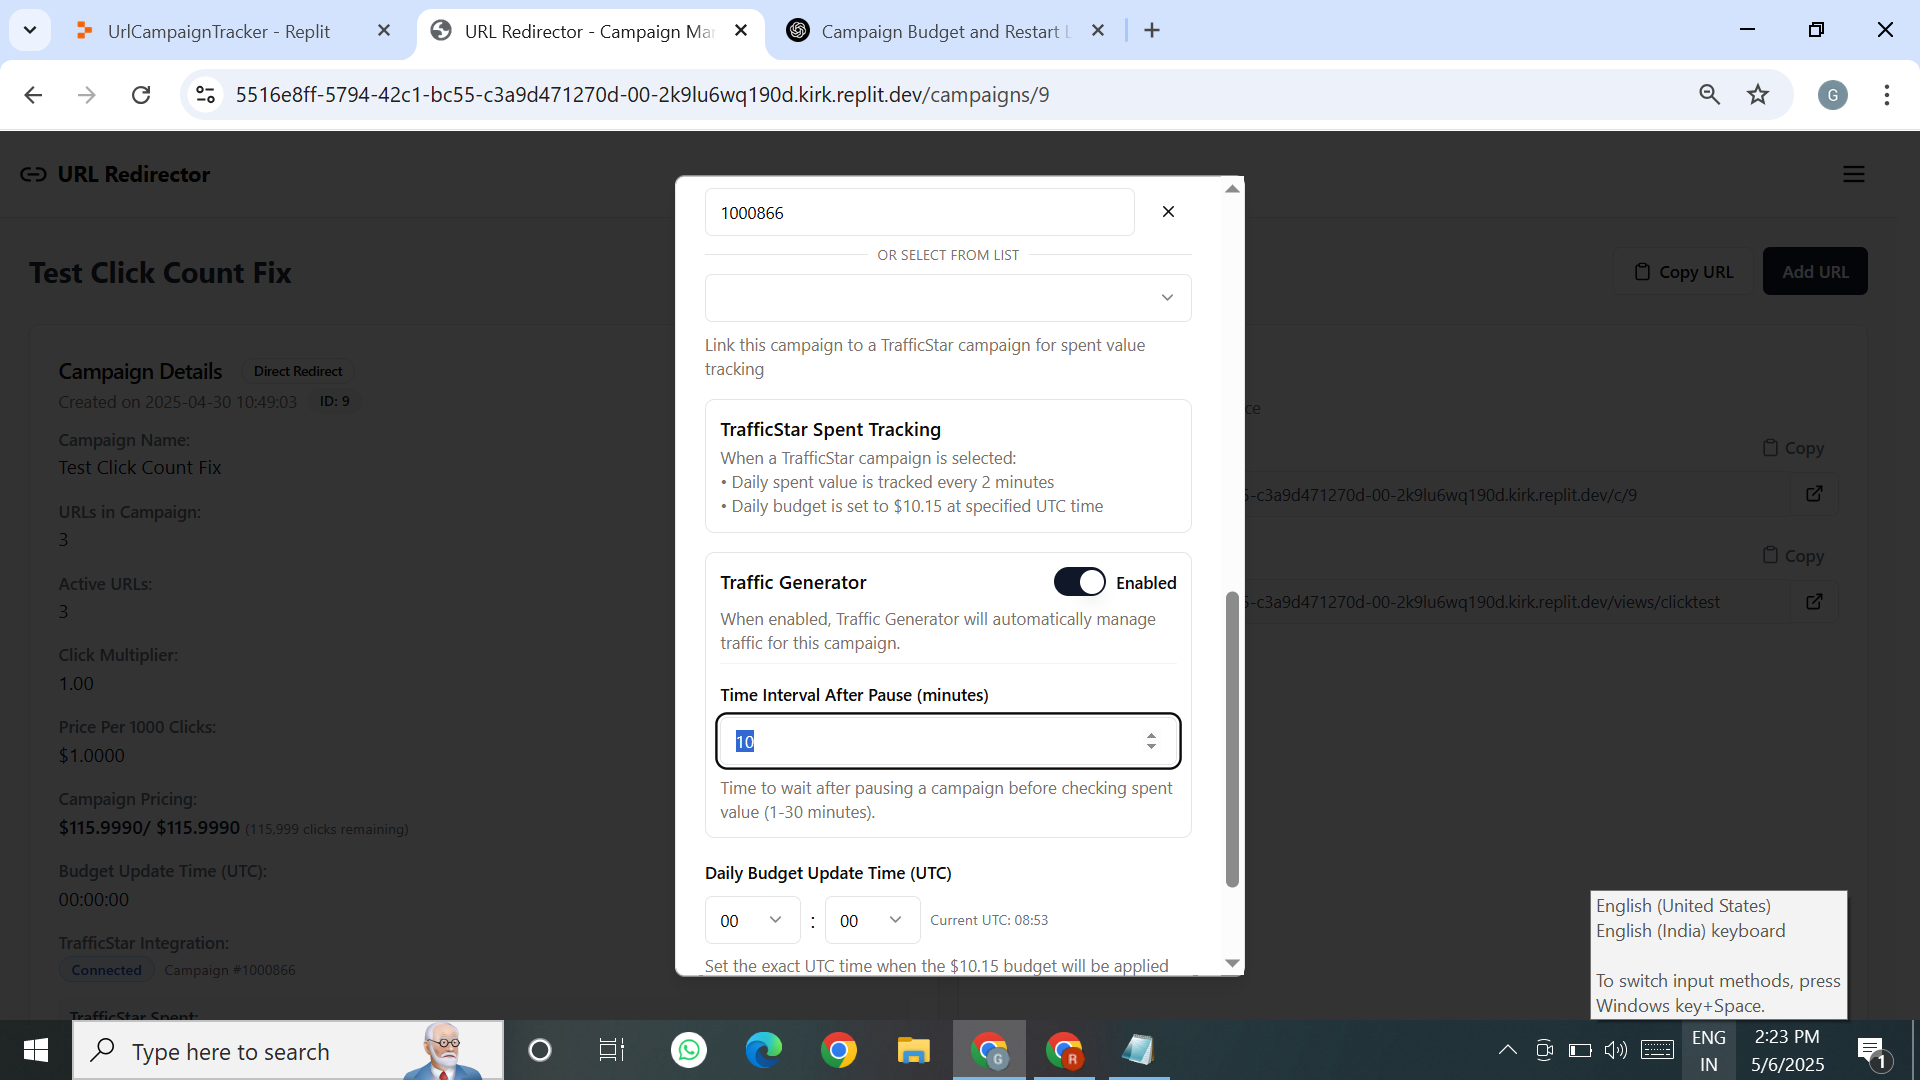 UrlCampaignTracker - Replit
URL Redirector - Campaign Mar
Campaign Budget and Restart L
5516e8ff-5794-42c1-bc55-c3a9d471270d-00-2k9lu6wq190d.kirk.replit.dev/campaigns/9
G
URL Redirector
Test Click Count Fix
Copy URL
Add URL
Campaign Details
Direct Redirect
Created on 2025-04-30 10:49:03
ID: 9
Campaign Name:
Test Click Count Fix
URLs in Campaign:
3
Active URLs:
3
Click Multiplier:
1.00
Price Per 1000 Clicks:
$1.0000
Campaign Pricing:
$115.9990/ $115.9990 (115,999 clicks remaining)
Budget Update Time (UTC):
00:00:00
TrafficStar Integration:
Connected
Campaign #1000866
TrafficStar Spent:
1000866
OR SELECT FROM LIST
Link this campaign to a TrafficStar campaign for spent value
tracking
TrafficStar Spent Tracking
When a TrafficStar campaign is selected:
• Daily spent value is tracked every 2 minutes
• Daily budget is set to $10.15 at specified UTC time
Traffic Generator
Enabled
When enabled, Traffic Generator will automatically manage
traffic for this campaign.
Time Interval After Pause (minutes)
10
Time to wait after pausing a campaign before checking spent
value (1-30 minutes).
Daily Budget Update Time (UTC)
00
:
00
Current UTC: 08:53
Set the exact UTC time when the $10.15 budget will be applied
ce
Copy
5-c3a9d471270d-00-2k9lu6wq190d.kirk.replit.dev/c/9
Copy
5-c3a9d471270d-00-2k9lu6wq190d.kirk.replit.dev/views/clicktest
English (United States)
English (India) keyboard
To switch input methods, press
Windows key+Space.
Type here to search
G
R
ENG
IN
2:23 PM
5/6/2025
1